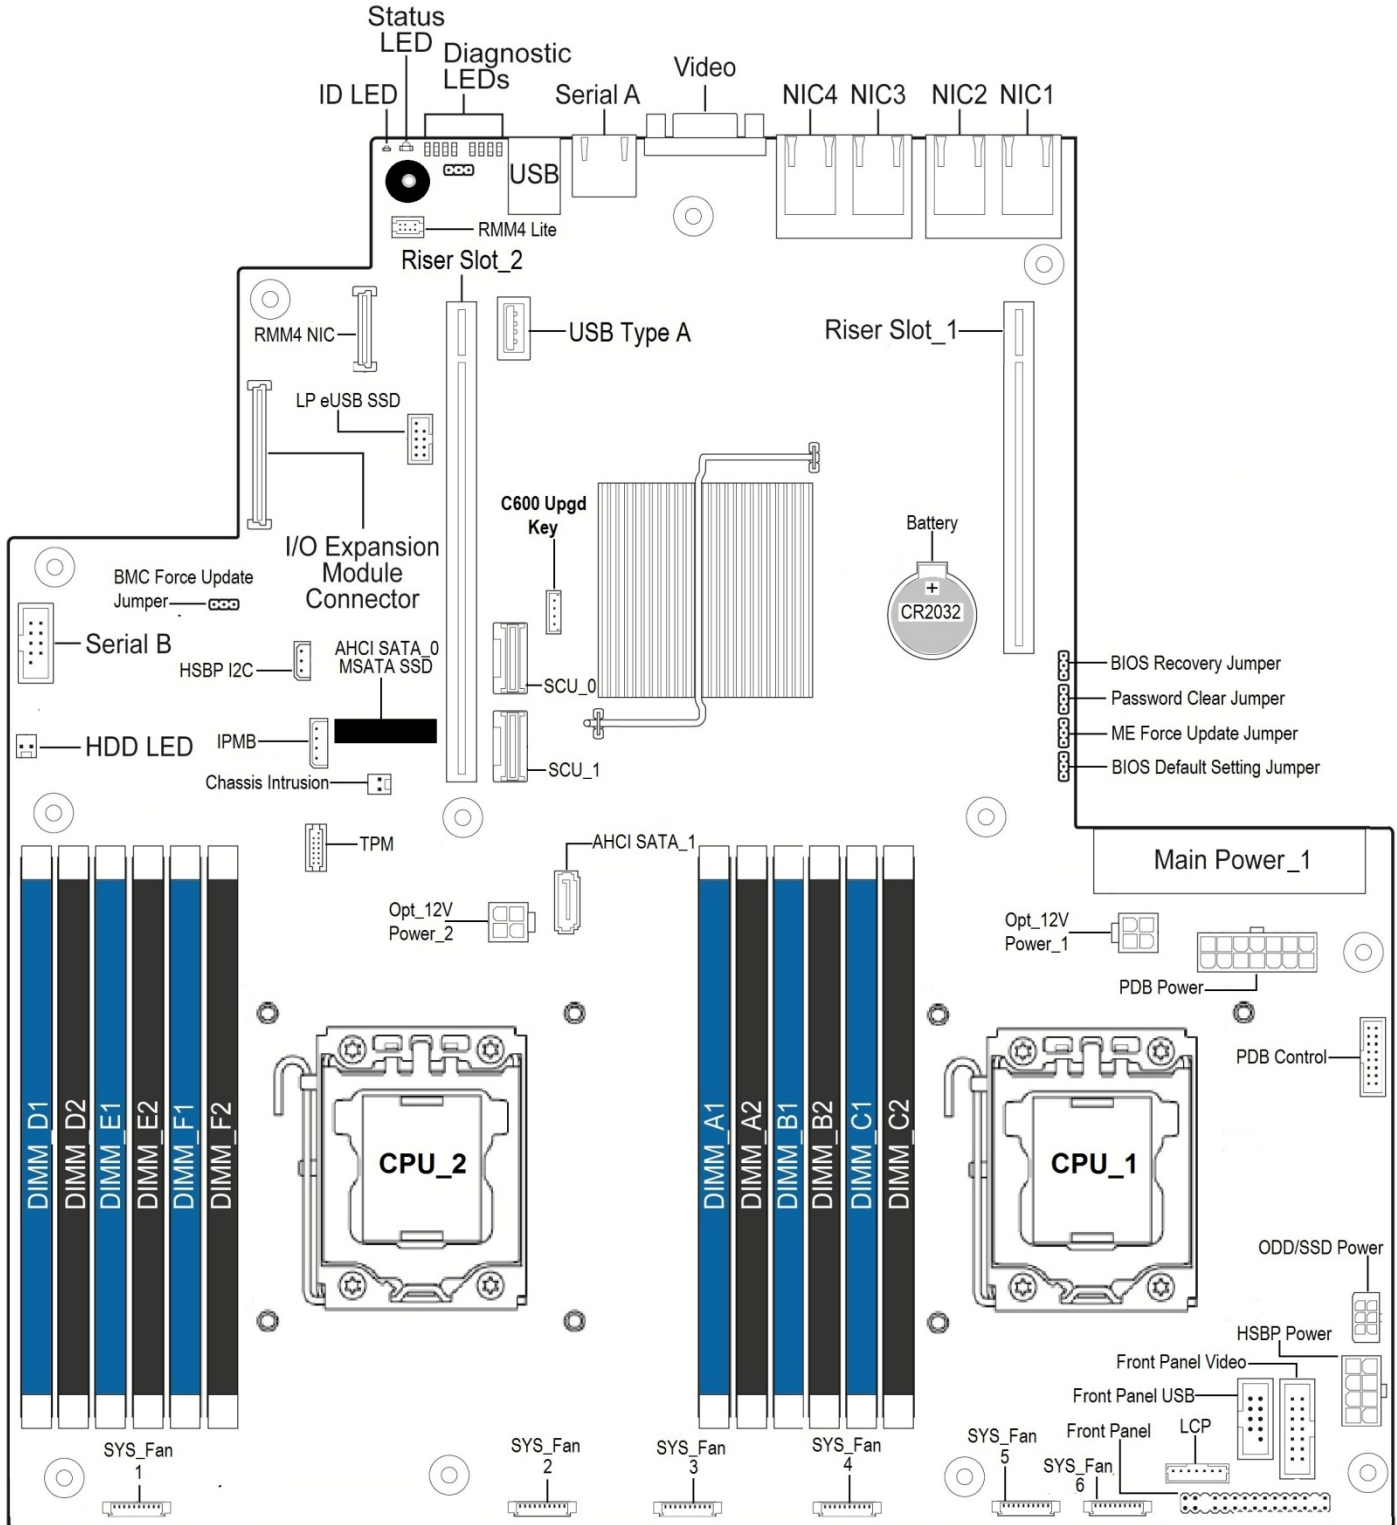 Status
LED
Diagnostic
LEDs
ID LED
Serial A
Video
NIC4
NIC3
NIC2
NIC1
USB
RMM4 Lite
Riser Slot_2
RMM4 NIC
USB Type A
Riser Slot_1
LP eUSB SSD
C600 Upgd
Key
Battery
+
CR2032
I/O Expansion
Module
Connector
BMC Force Update
Jumper
Serial B
HSBP I2C
AHCI SATA_0
MSATA SSD
SCU_0
BIOS Recovery Jumper
Password Clear Jumper
ME Force Update Jumper
BIOS Default Setting Jumper
HDD LED
IPMB
SCU_1
Chassis Intrusion
TPM
AHCI SATA_1
Main Power_1
Opt_12V
Power_2
Opt_12V
Power_1
PDB Power
PDB Control
DIMM_D1
DIMM_D2
DIMM_E1
DIMM_E2
DIMM_F1
DIMM_F2
CPU_2
DIMM_A1
DIMM_A2
DIMM_B1
DIMM_B2
DIMM_C1
DIMM_C2
CPU_1
ODD/SSD Power
HSBP Power
Front Panel Video
Front Panel USB
Front Panel
LCP
SYS_Fan
1
SYS_Fan
2
SYS_Fan
3
SYS_Fan
4
SYS_Fan
5
SYS_Fan
6